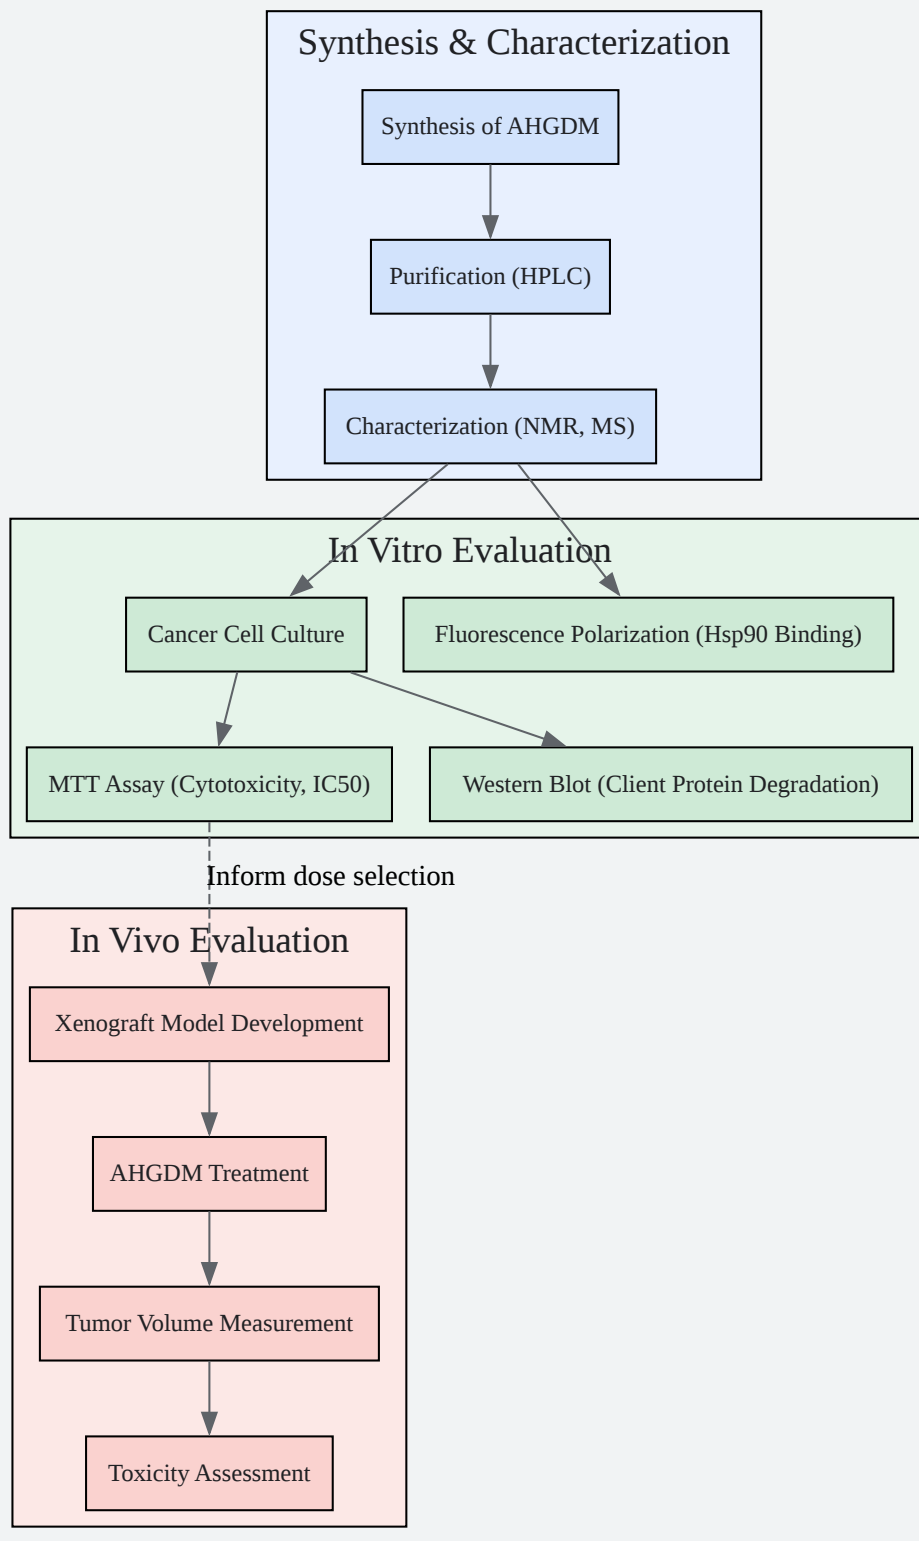 Synthesis & Characterization
Synthesis of AHGDM
Purification (HPLC)
Characterization (NMR, MS)
In Vitro Evaluation
Cancer Cell Culture
Fluorescence Polarization (Hsp90 Binding)
MTT Assay (Cytotoxicity, IC50)
Western Blot (Client Protein Degradation)
Inform dose selection
In Vivo Evaluation
Xenograft Model Development
AHGDM Treatment
Tumor Volume Measurement
Toxicity Assessment